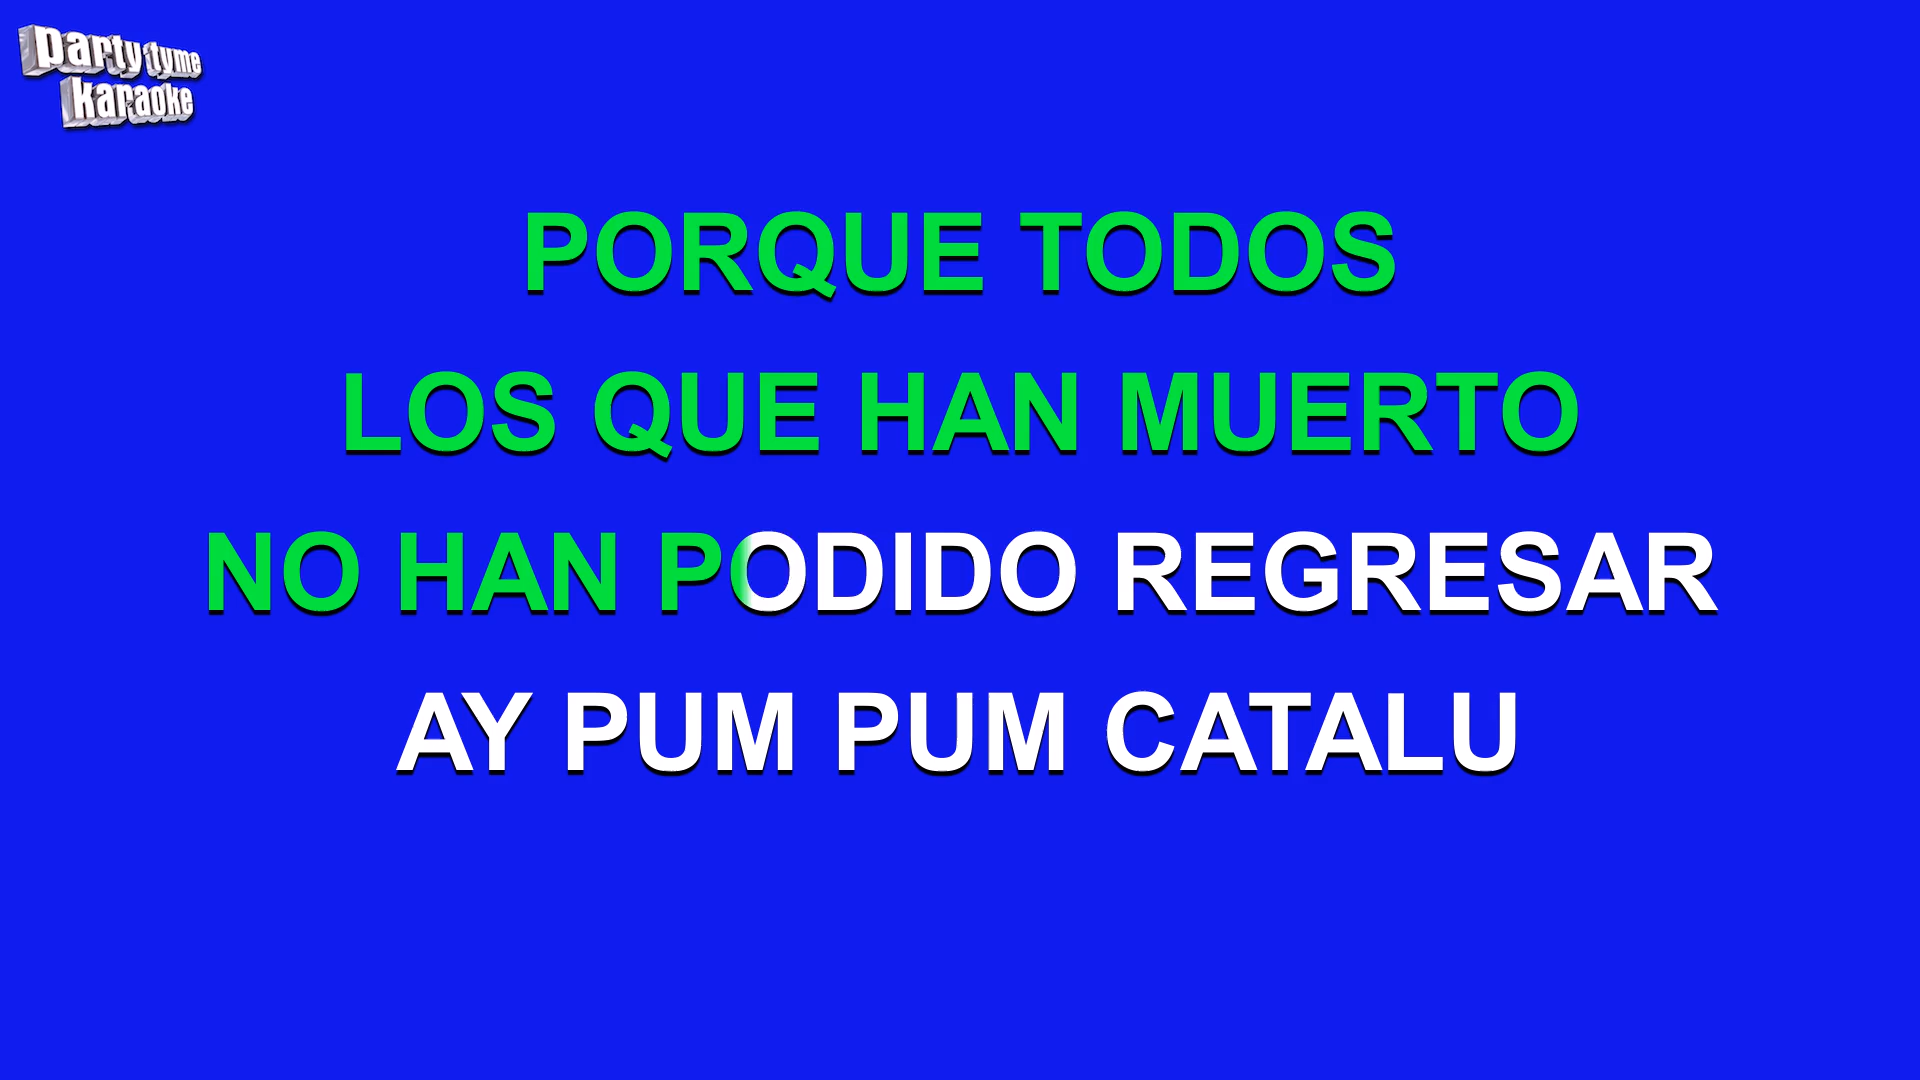 party tyme
karaoke
PORQUE TODOS
LOS QUE HAN MUERTO
NO HAN PODIDO REGRESAR
AY PUM PUM CATALU